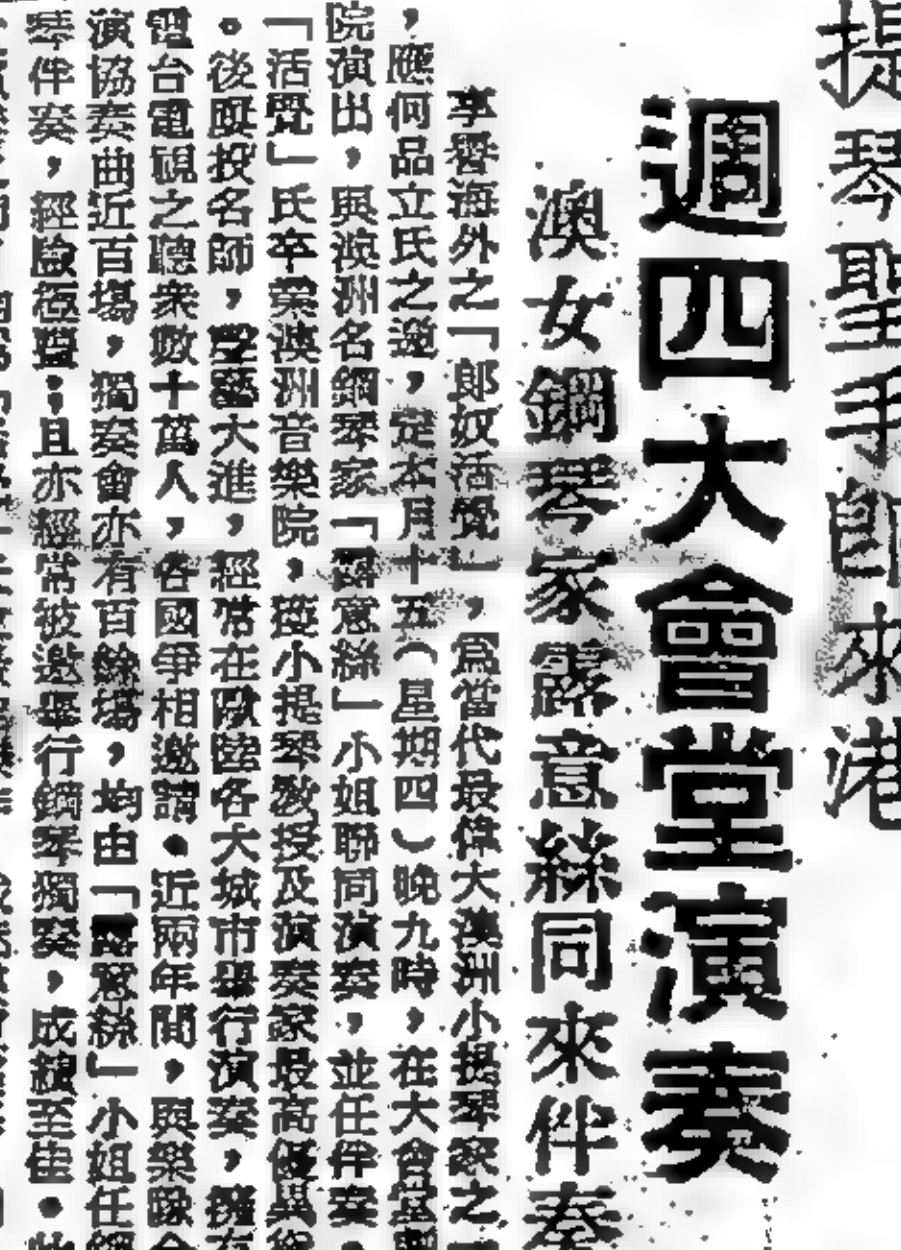 提琴聖手卽來港
週四大會堂演奏
澳女鋼琴家露意絲同來伴奏
享譽海外之「郎奴活覺」，爲當代最偉大澳洲小提琴家之一
，應何品立氏之邀，定本月十五（星期四）晚九時，在大會堂劇
院演出，與澳洲名鋼琴家「露意絲」小姐聯同演奏，並任伴奏。
「活覺」氏卒業澳洲音樂院，獲小提琴教授及演奏家最高優異
。後更投名師，琴藝大進，經常在歐陸各大城市舉行演奏，擁有
電台電視之聽衆數十萬人，各國爭相邀請。近兩年間，與樂隊合
演協奏曲近百場，獨奏會亦有百餘場，均由「露意絲」小姐任鋼
琴伴奏，經驗極豐；且亦經常被邀舉行鋼琴獨奏，成績至佳。此